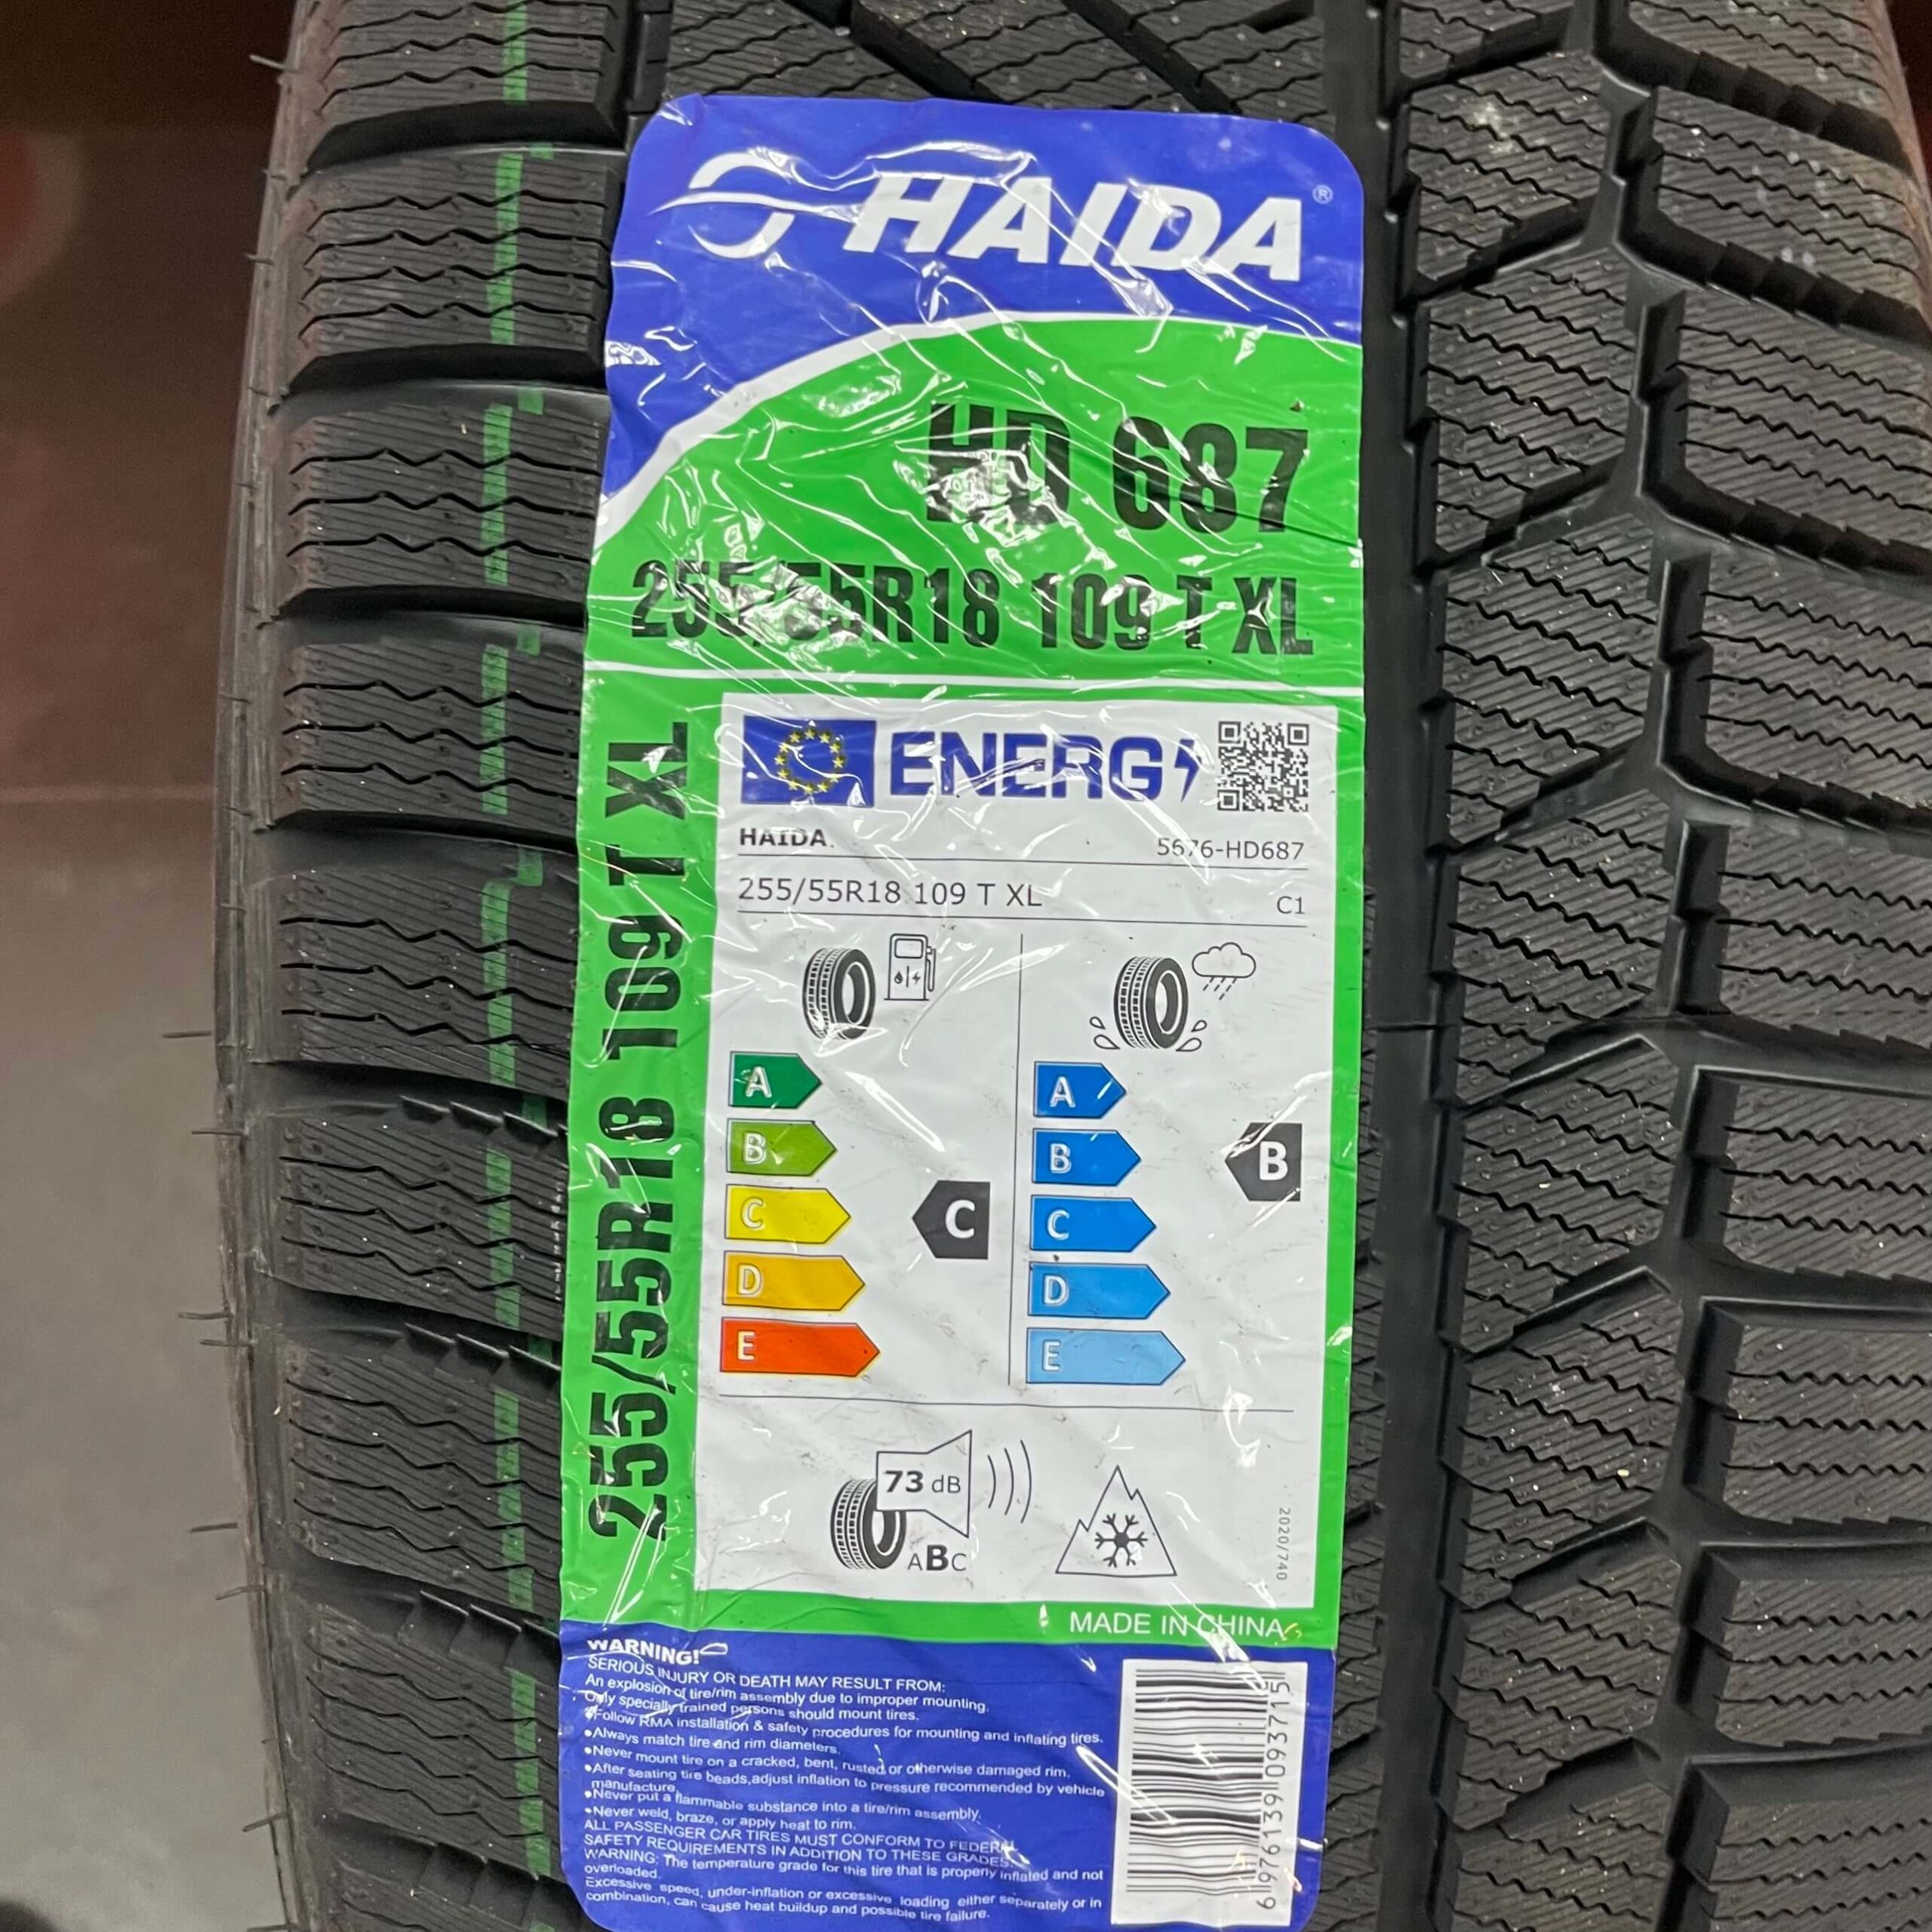 HAIDA®
HD 687
255/55R18 109 T XL
255/55R18 109 T XL
ENERG
HAIDA
5676-HD687
255/55R18 109 T XL
C1
A
B
C
D
E
C
A
B
C
D
E
B
73 dB
ABC
2020/740
MADE IN CHINA
WARNING!
SERIOUS INJURY OR DEATH MAY RESULT FROM:
An explosion of tire/rim assembly due to improper mounting.
Only specially trained persons should mount tires.
•Follow RMA installation & safety procedures for mounting and inflating tires.
•Always match tire and rim diameters.
•Never mount tire on a cracked, bent, rusted or otherwise damaged rim.
•After seating tire beads,adjust inflation to pressure recommended by vehicle
manufacture.
•Never put a flammable substance into a tire/rim assembly.
•Never weld, braze, or apply heat to rim.
ALL PASSENGER CAR TIRES MUST CONFORM TO FEDERAL
SAFETY REQUIREMENTS IN ADDITION TO THESE GRADES.
WARNING: The temperature grade for this tire that is properly inflated and not
overloaded.
Excessive speed, under-inflation or excessive loading either separately or in
combination, can cause heat buildup and possible tire failure.
6976139093715